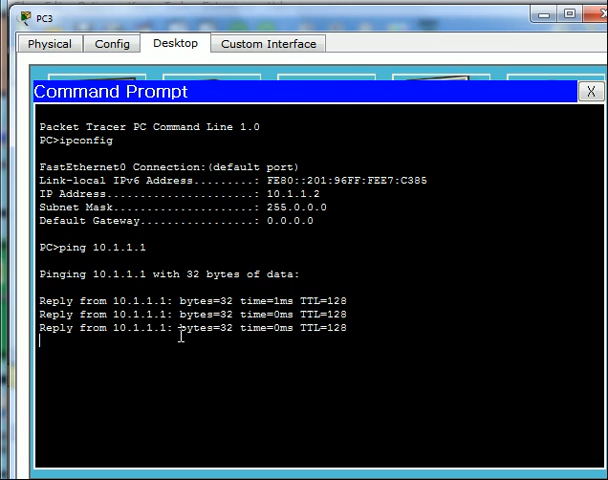 PC3
Physical Config Desktop Custom Interface
Command Prompt X
Packet Tracer PC Command Line 1.0
PC>ipconfig
FastEthernet0 Connection:(default port)
Link-local IPv6 Address.........: FE80::201:96FF:FEE7:C385
IP Address......................: 10.1.1.2
Subnet Mask.....................: 255.0.0.0
Default Gateway.................: 0.0.0.0
PC>ping 10.1.1.1
Pinging 10.1.1.1 with 32 bytes of data:
Reply from 10.1.1.1: bytes=32 time=1ms TTL=128
Reply from 10.1.1.1: bytes=32 time=0ms TTL=128
Reply from 10.1.1.1: bytes=32 time=0ms TTL=128